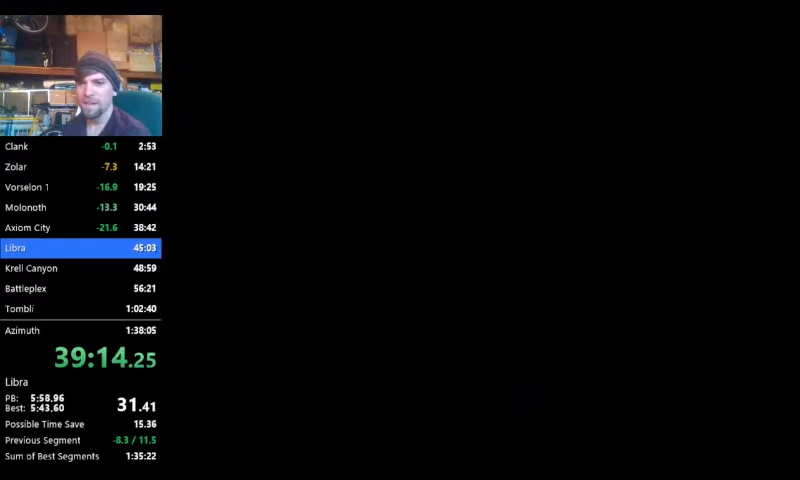 Clank -0.1 2:53
Zolar -7.3 14:21
Vorselon 1 -16.9 19:25
Molonoth -13.3 30:44
Axiom City -21.6 38:42
Libra 45:03
Krell Canyon 48:59
Battleplex 56:21
Tombli 1:02:40
Azimuth 1:38:05
39:14.25
Libra
PB: 5:58.96
Best: 5:43.60 31.41
Possible Time Save 15.36
Previous Segment -8.3 / 11.5
Sum of Best Segments 1:35:22